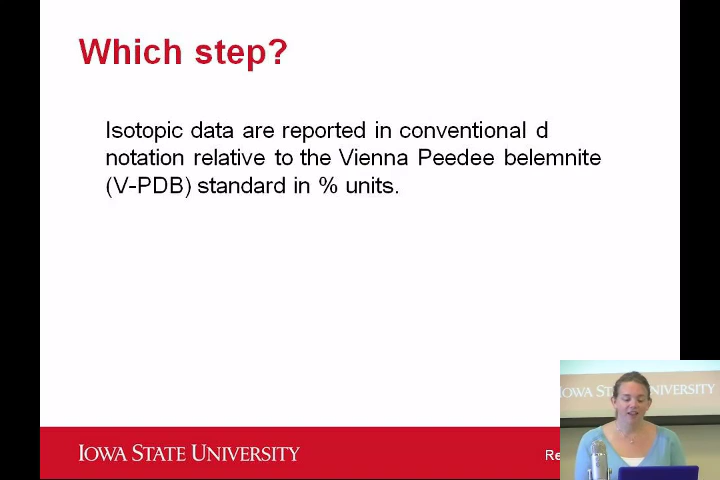 Which step?
Isotopic data are reported in conventional d
notation relative to the Vienna Peedee belemnite
(V-PDB) standard in % units.
IOWA STATE UNIVERSITY
Re
IOWA STATE UNIVERSITY